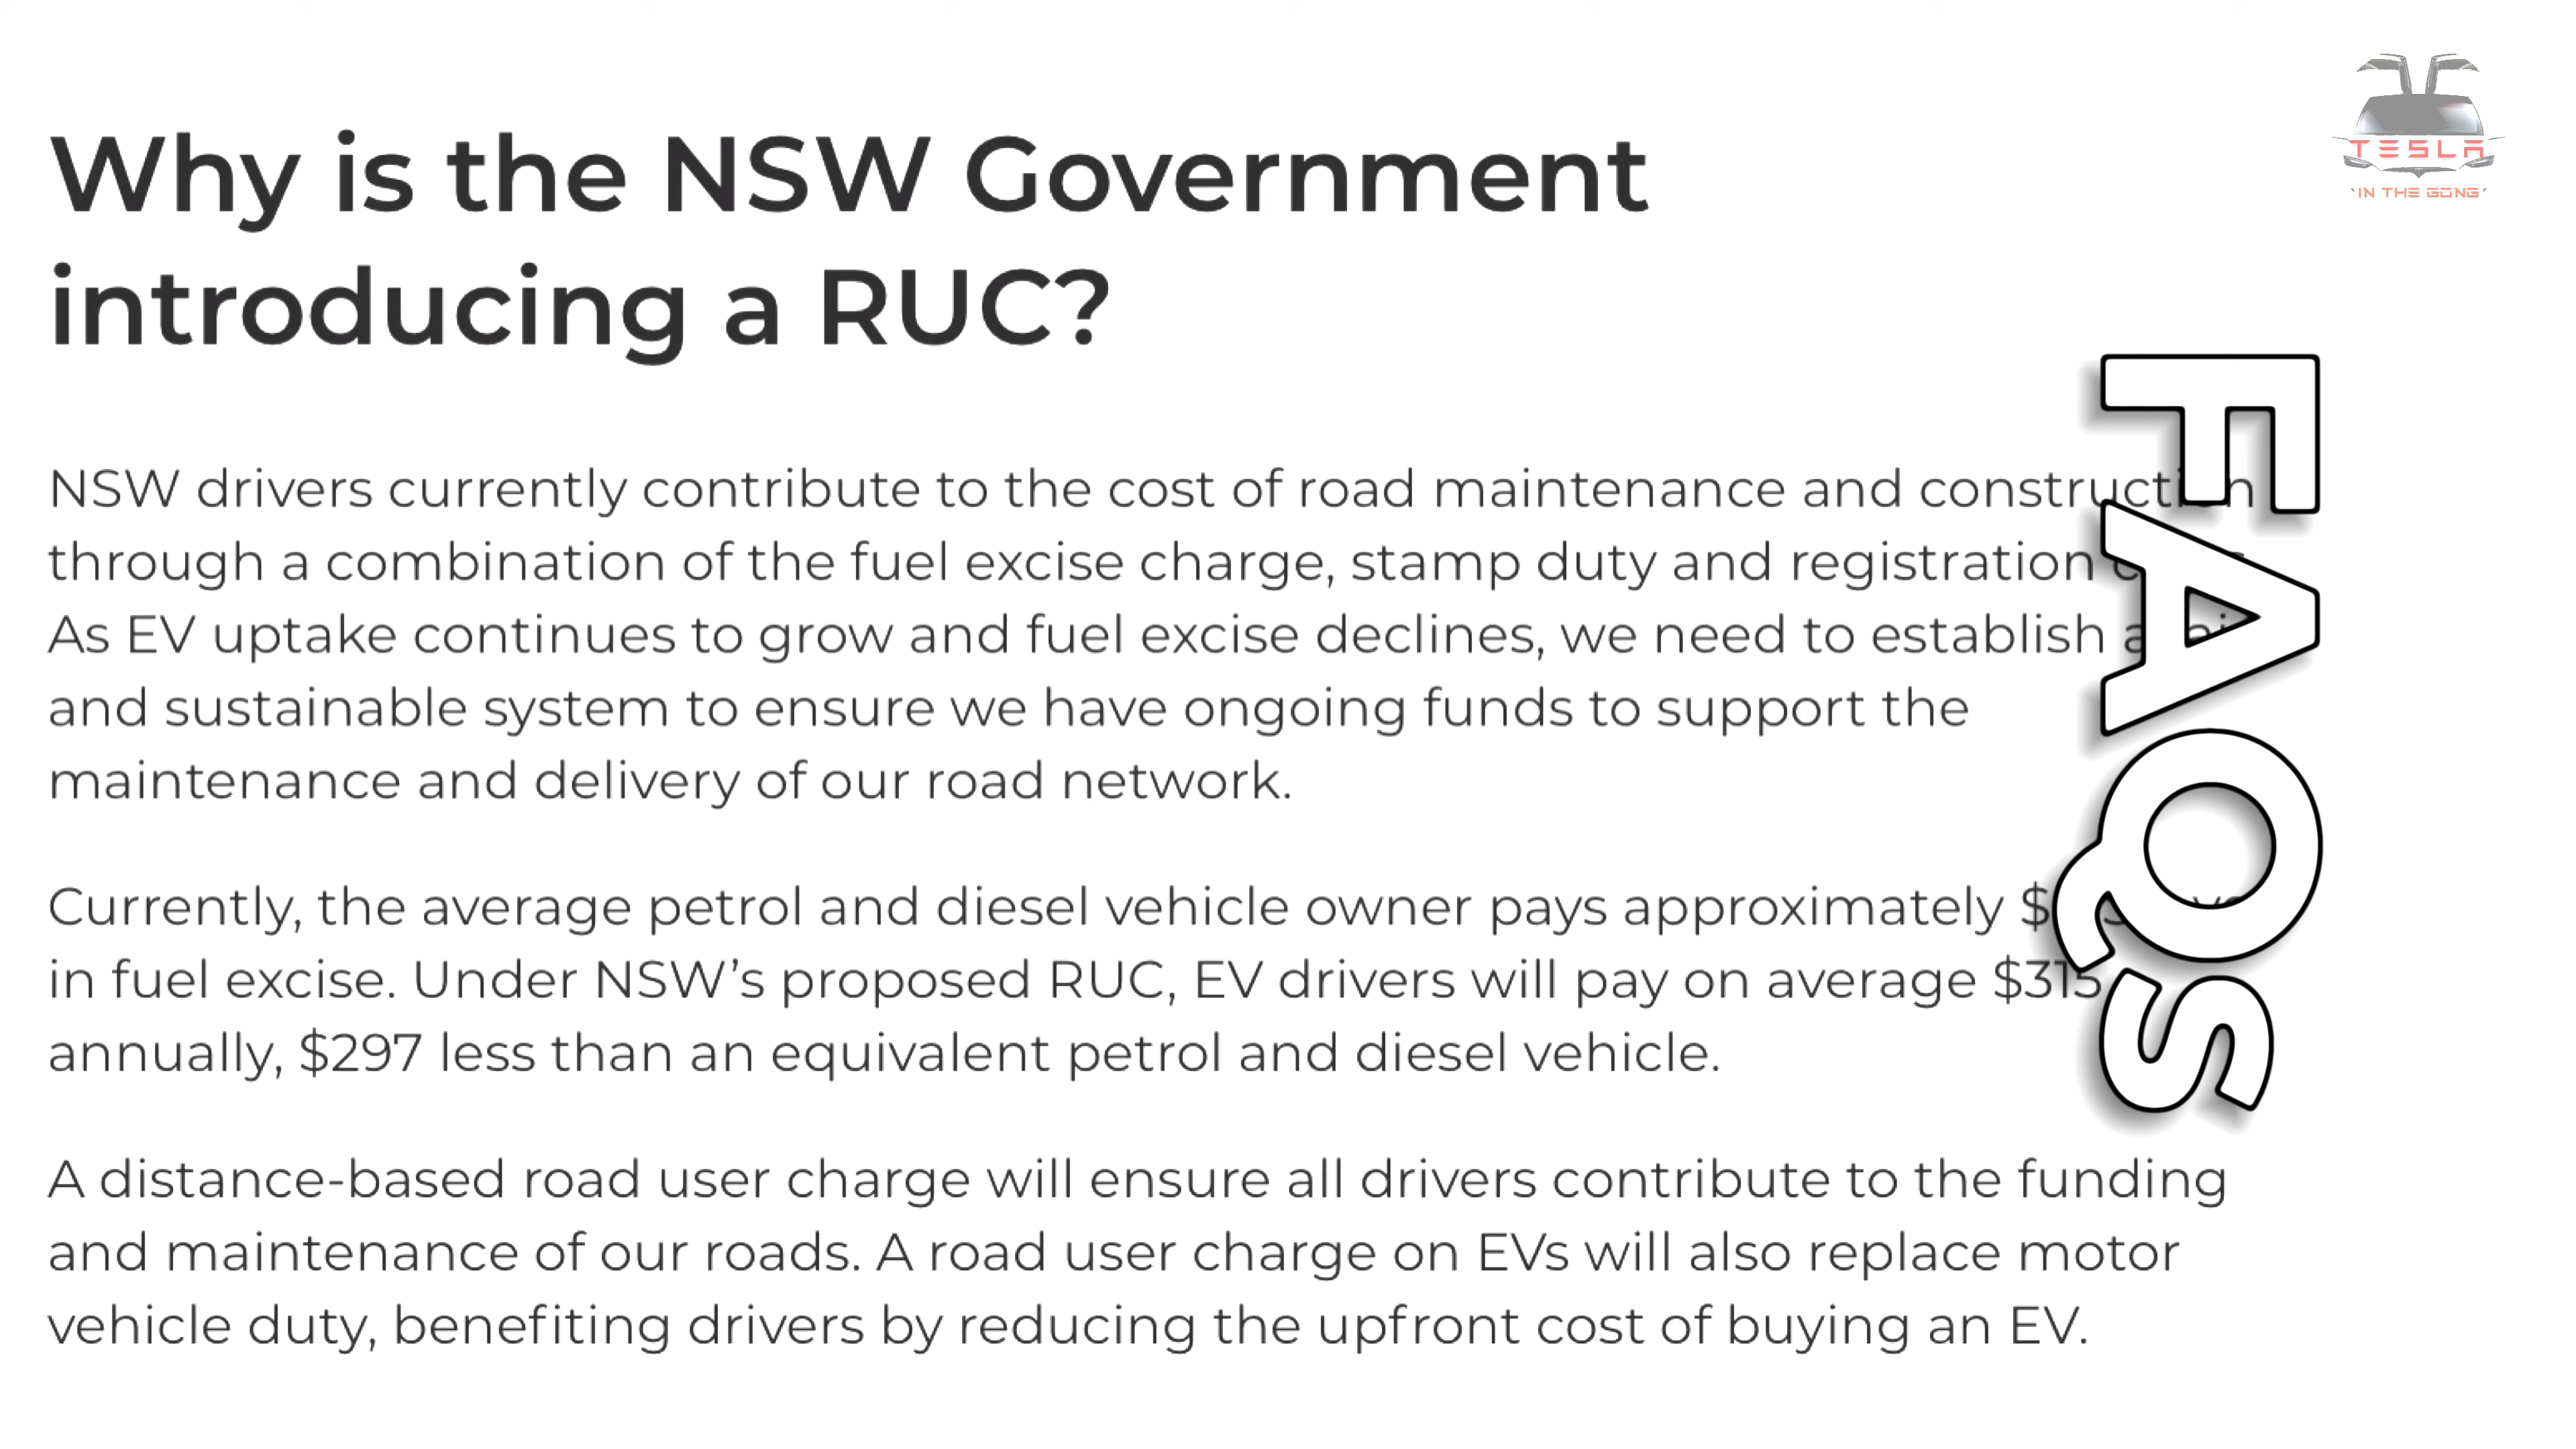 Why is the NSW Government
introducing a RUC?
TESLA
'IN THE GONG'
FAQs
NSW drivers currently contribute to the cost of road maintenance and construction
through a combination of the fuel excise charge, stamp duty and registration
As EV uptake continues to grow and fuel excise declines, we need to establish a
and sustainable system to ensure we have ongoing funds to support the
maintenance and delivery of our road network.
Currently, the average petrol and diesel vehicle owner pays approximately
in fuel excise. Under NSW's proposed RUC, EV drivers will pay on average $315
annually, $297 less than an equivalent petrol and diesel vehicle.
A distance-based road user charge will ensure all drivers contribute to the funding
and maintenance of our roads. A road user charge on EVs will also replace motor
vehicle duty, benefiting drivers by reducing the upfront cost of buying an EV.